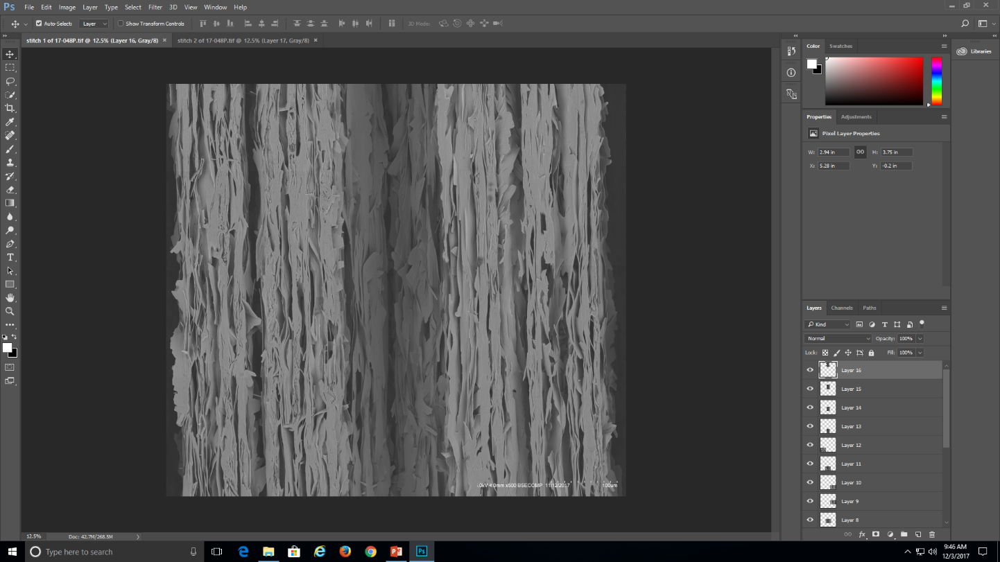 Ps File Edit Image Layer Type Select Filter 3D View Window Help
Auto-Select: Layer Show Transform Controls 3D Mode:
stitch 1 of 17-048P.tif @ 12.5% (Layer 16, Gray/8) × stitch 2 of 17-048P.tif @ 12.5% (Layer 17, Gray/8) ×
Color Swatches
Libraries
Properties Adjustments
Pixel Layer Properties
W: 2.94 in H: 3.75 in
X: 5.28 in Y: -0.2 in
Layers Channels Paths
Kind
Normal Opacity: 100%
Lock: Fill: 100%
Layer 16
Layer 15
Layer 14
Layer 13
Layer 12
Layer 11
Layer 10
Layer 9
Layer 8
.0kV 4.0mm x500 BSECOMP 11/12/2017 100um
12.5% Doc: 42.7M/268.5M
Type here to search
9:46 AM
12/3/2017